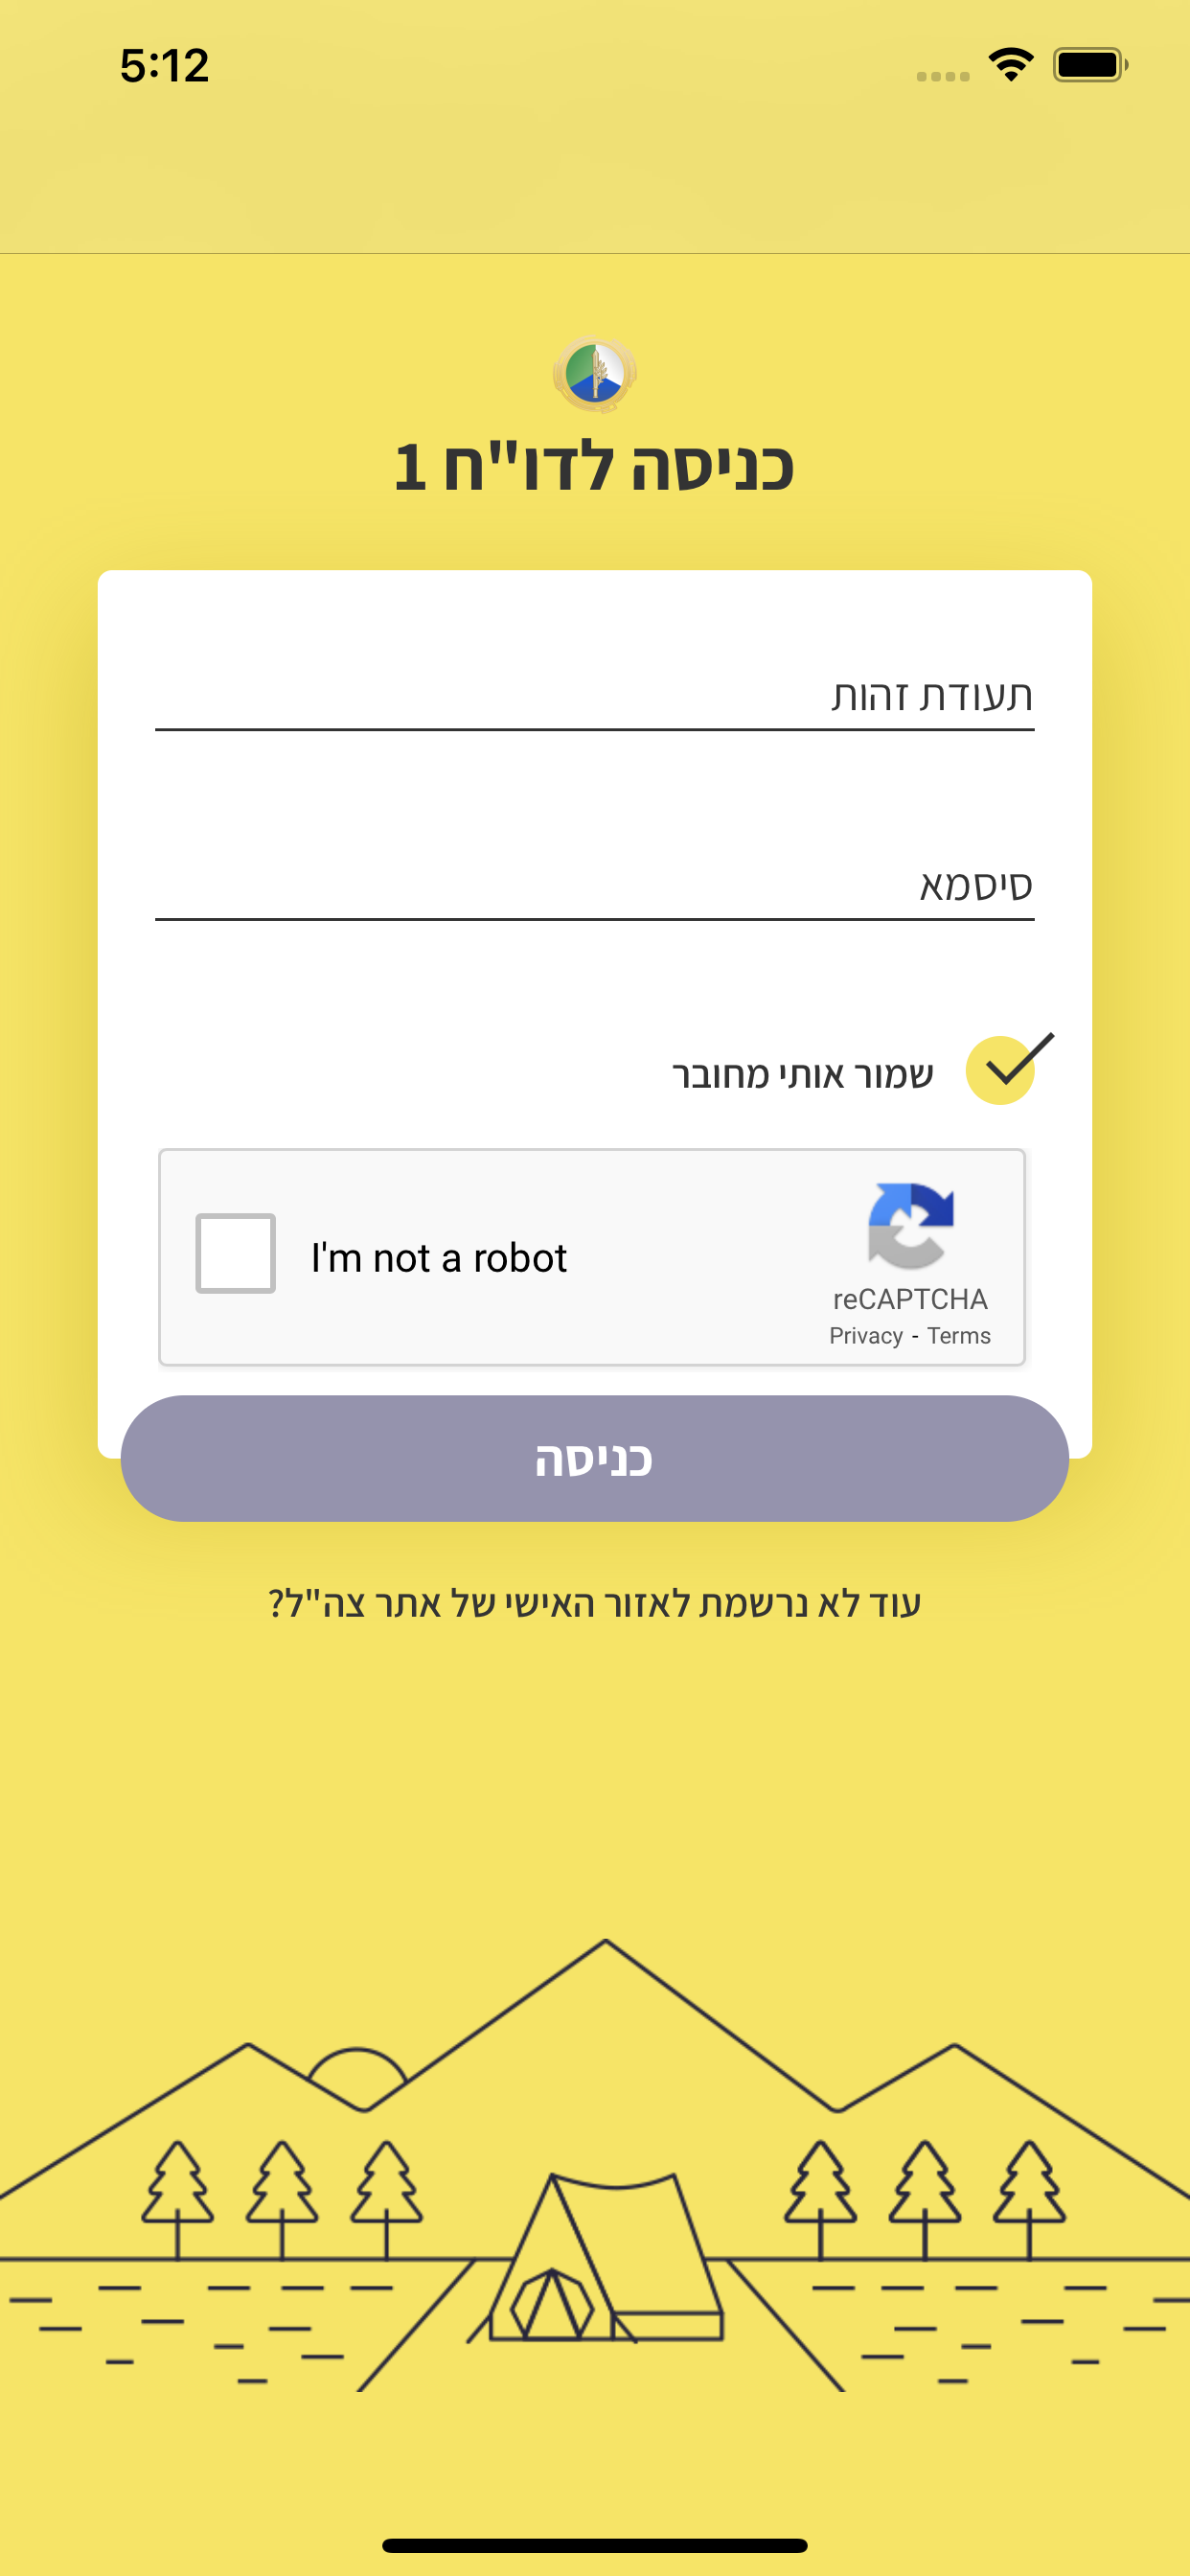 5:12
כניסה לדו"ח 1
תעודת זהות
סיסמא
שמור אותי מחובר
I'm not a robot
reCAPTCHA
Privacy - Terms
כניסה
עוד לא נרשמת לאזור האישי של אתר צה"ל?